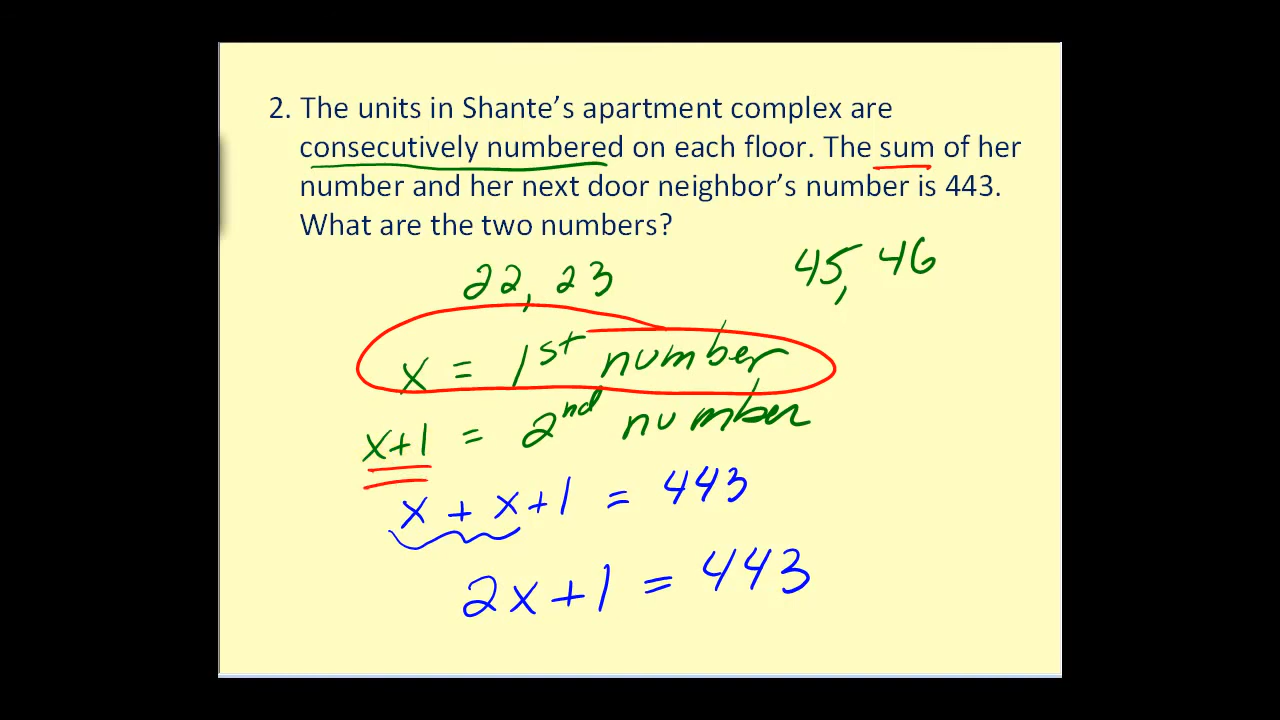 2. The units in Shante’s apartment complex are
consecutively numbered on each floor. The sum of her
number and her next door neighbor’s number is 443.
What are the two numbers?
22, 23 45, 46
x = 1st number
x+1 = 2nd number
x + x+1 = 443
2x+1 = 443